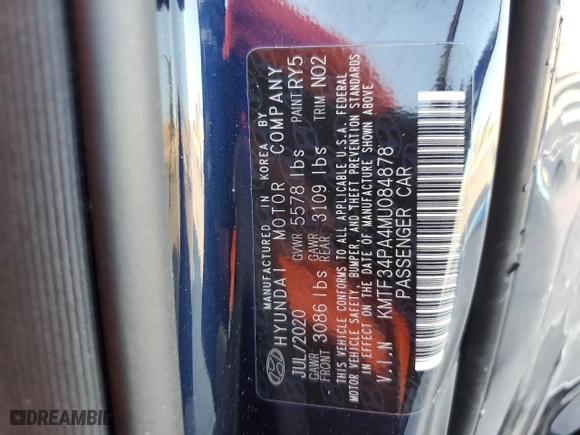 MANUFACTURED IN KOREA BY
HYUNDAI MOTOR COMPANY
JUL/2020 GVWR 5578 lbs PAINT RY5
GAWR FRONT 3086 lbs GAWR REAR 3109 lbs TRIM NO2
THIS VEHICLE CONFORMS TO ALL APPLICABLE U.S.A. FEDERAL
MOTOR VEHICLE SAFETY, BUMPER, AND THEFT PREVENTION STANDARDS
IN EFFECT ON THE DATE OF MANUFACTURE SHOWN ABOVE
V.I.N KMTF34PA4MU084878
PASSENGER CAR
DREAMBID